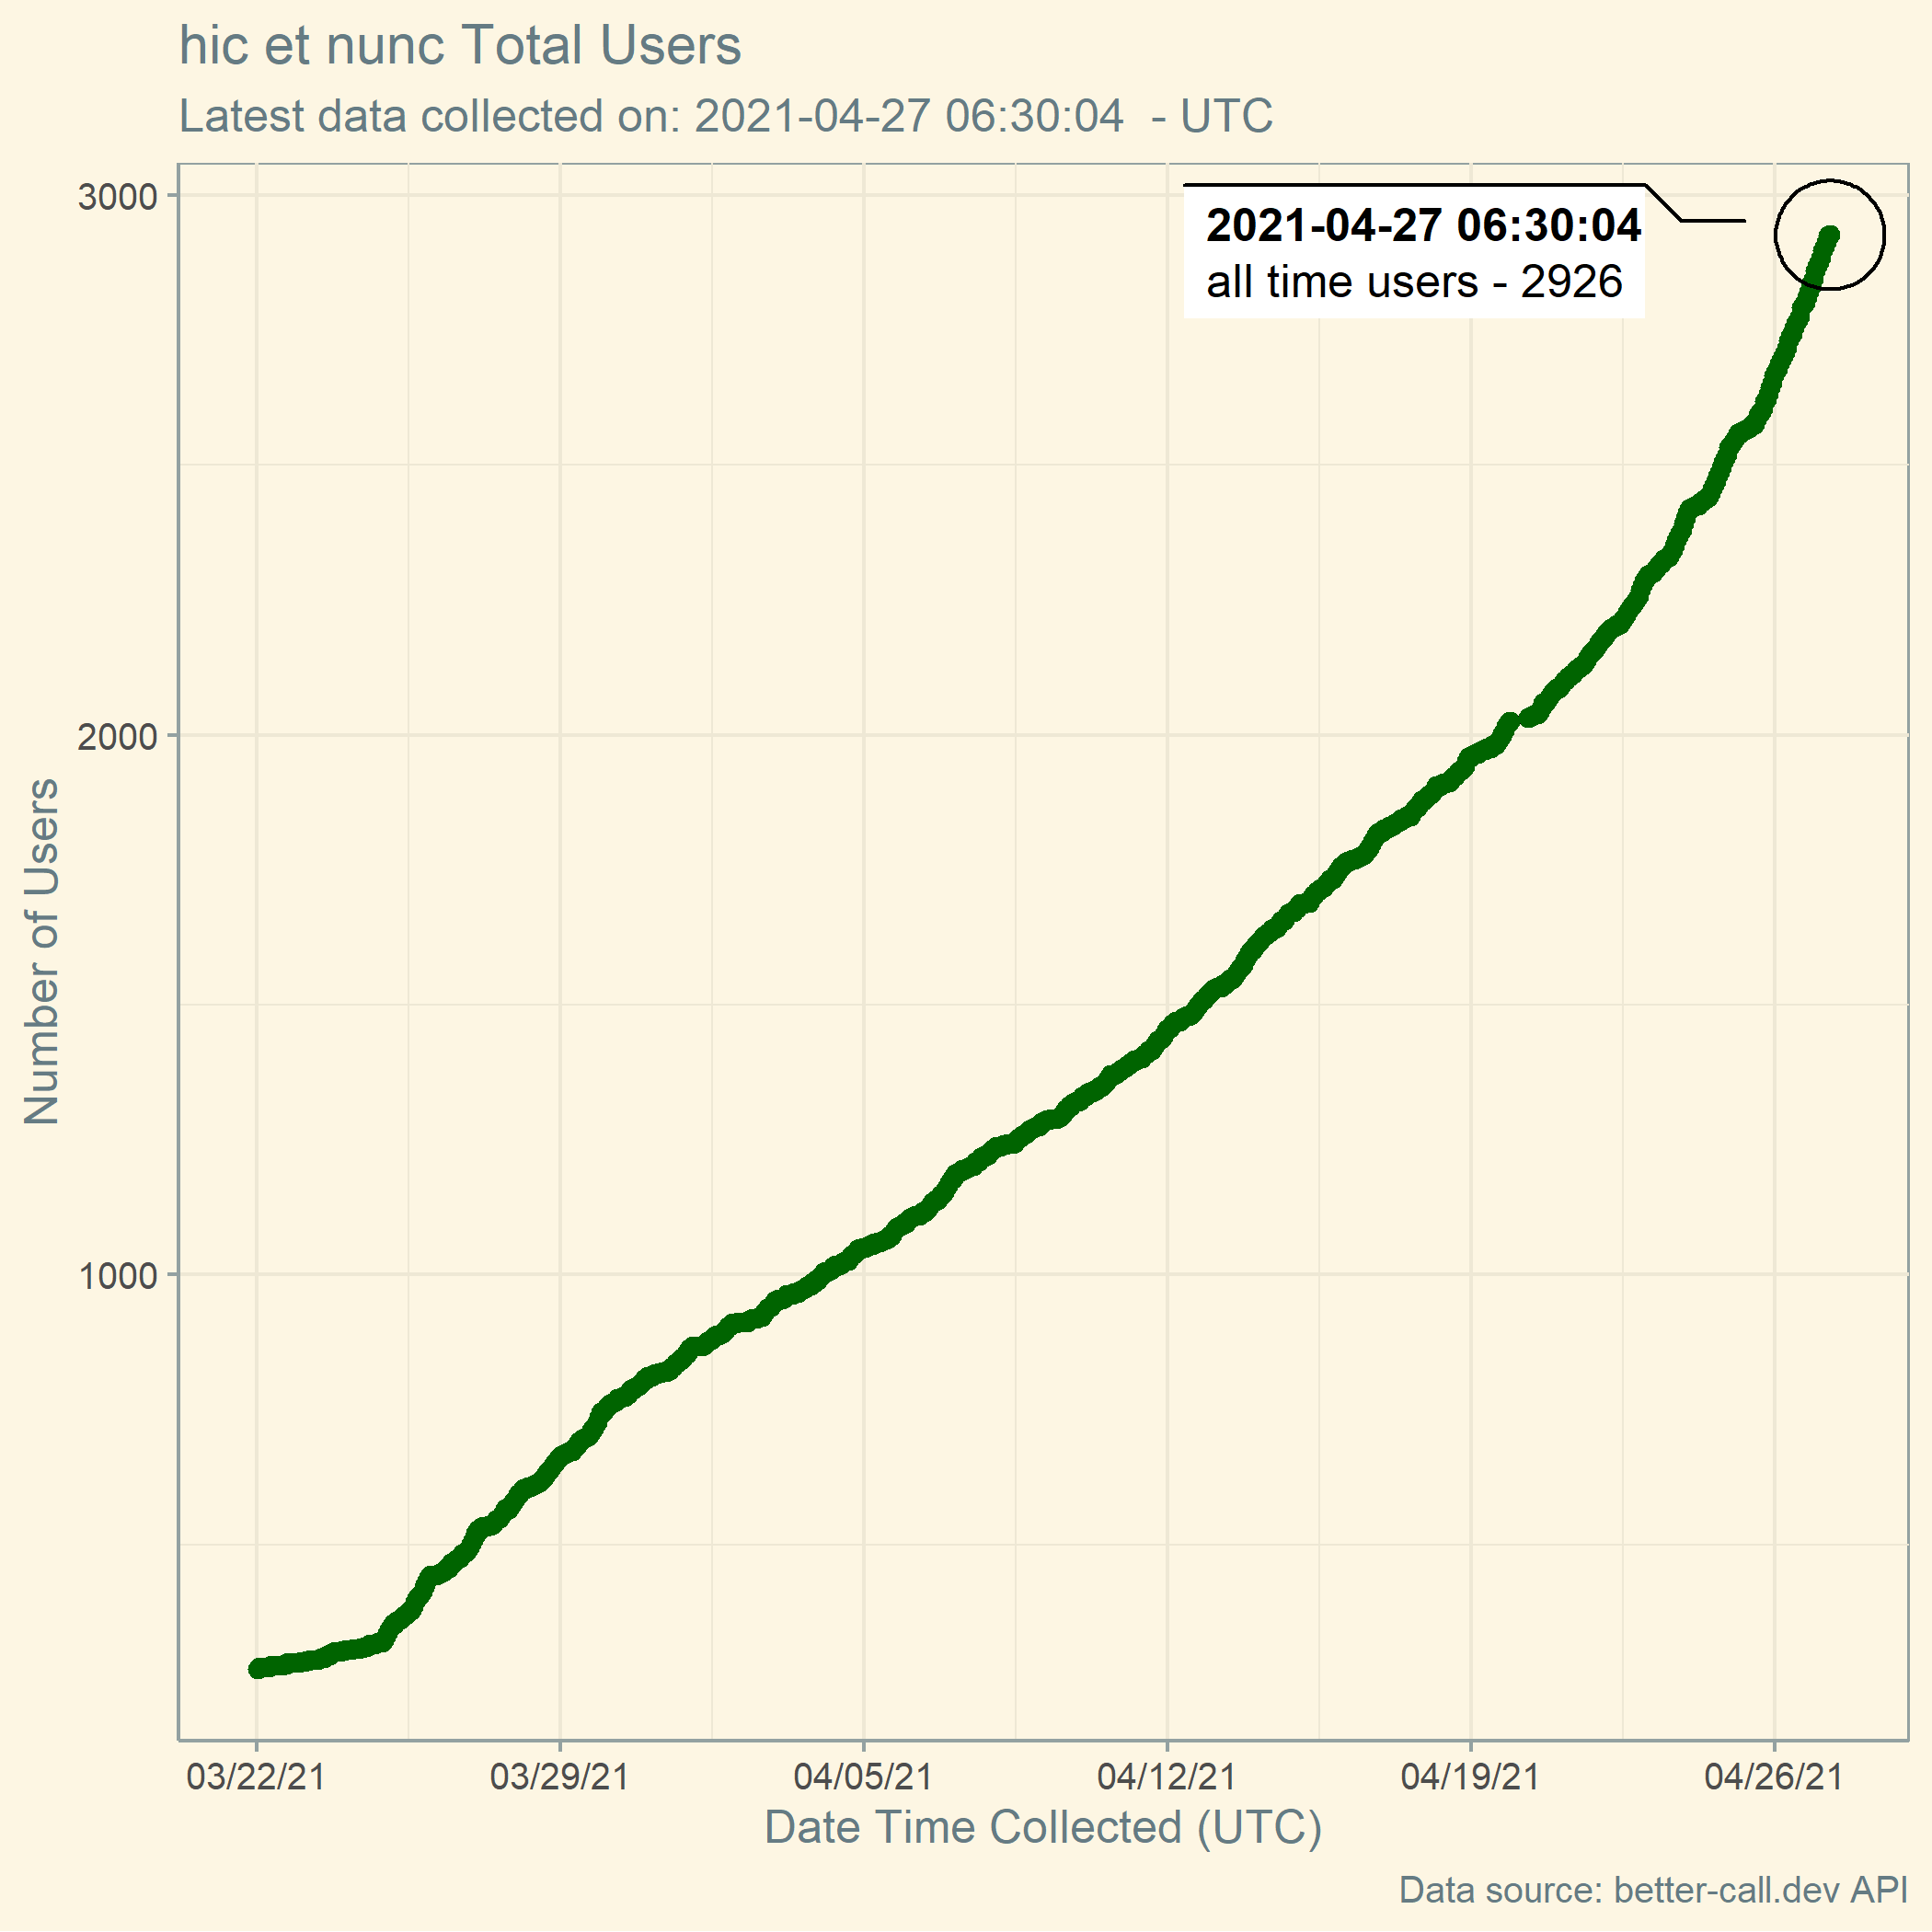 hic et nunc Total Users
Latest data collected on: 2021-04-27 06:30:04  - UTC
2021-04-27 06:30:04
all time users - 2926
Number of Users
3000
2000
1000
03/22/21
03/29/21
04/05/21
04/12/21
04/19/21
04/26/21
Date Time Collected (UTC)
Data source: better-call.dev API